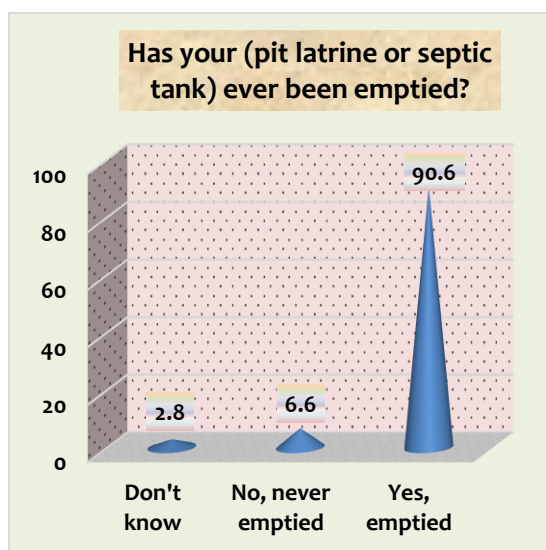 Has your (pit latrine or septic
tank) ever been emptied?
100
80
60
40
20
0
2.8
6.6
90.6
Don't
know
No, never
emptied
Yes,
emptied